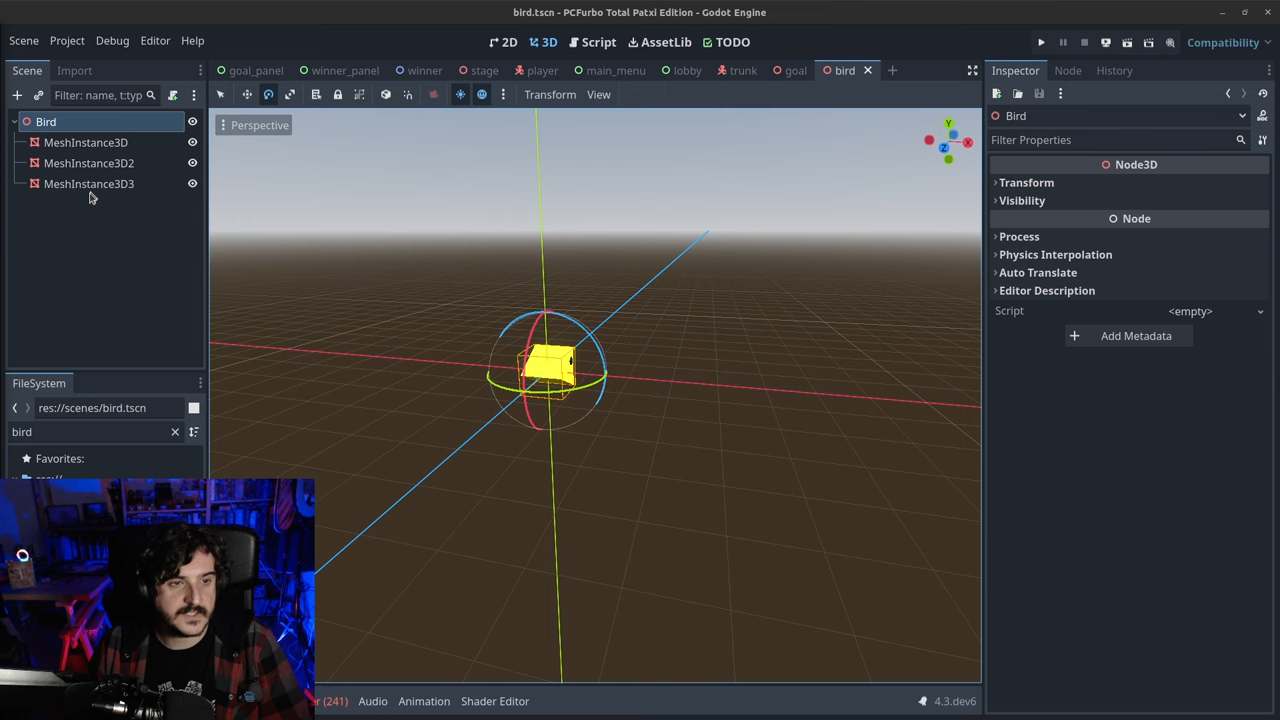 bird.tscn - PCFurbo Total Patxi Edition - Godot Engine
Scene Project Debug Editor Help
2D 3D Script AssetLib TODO
Compatibility
Scene Import
goal_panel winner_panel winner stage player main_menu lobby trunk goal bird
Inspector Node History
Filter: name, t:typ
Transform View
Bird
MeshInstance3D
MeshInstance3D2
MeshInstance3D3
Perspective
Y
X
Z
Bird
Filter Properties
Node3D
Transform
Visibility
Node
Process
Physics Interpolation
Auto Translate
Editor Description
Script <empty>
Add Metadata
FileSystem
res://scenes/bird.tscn
bird
Favorites:
(241) Audio Animation Shader Editor
4.3.dev6